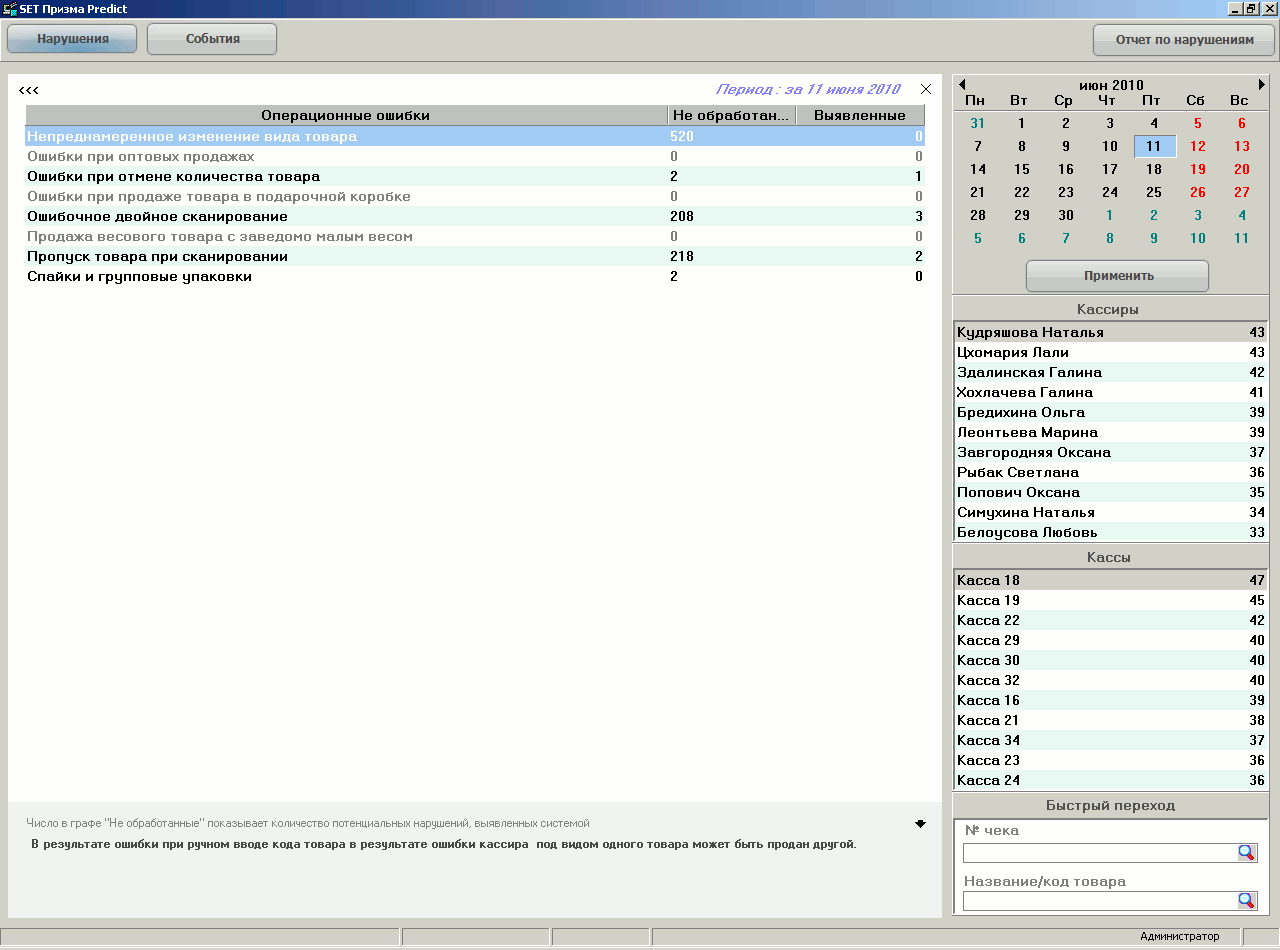 SET Призма Predict
Нарушения
События
Отчет по нарушениям
<<<
Период : за 11 июня 2010
Операционные ошибки Не обработан... Выявленные
Непреднамеренное изменение вида товара 520 0
Ошибки при оптовых продажах 0 0
Ошибки при отмене количества товара 2 1
Ошибки при продаже товара в подарочной коробке 0 0
Ошибочное двойное сканирование 208 3
Продажа весового товара с заведомо малым весом 0 0
Пропуск товара при сканировании 218 2
Спайки и групповые упаковки 2 0
Число в графе "Не обработанные" показывает количество потенциальных нарушений, выявленных системой
В результате ошибки при ручном вводе кода товара в результате ошибки кассира под видом одного товара может быть продан другой.
июн 2010
Пн Вт Ср Чт Пт Сб Вс
31 1 2 3 4 5 6
7 8 9 10 11 12 13
14 15 16 17 18 19 20
21 22 23 24 25 26 27
28 29 30 1 2 3 4
5 6 7 8 9 10 11
Применить
Кассиры
Кудряшова Наталья 43
Цхомария Лали 43
Здалинская Галина 42
Хохлачева Галина 41
Бредихина Ольга 39
Леонтьева Марина 39
Завгородняя Оксана 37
Рыбак Светлана 36
Попович Оксана 35
Симухина Наталья 34
Белоусова Любовь 33
Кассы
Касса 18 47
Касса 19 45
Касса 22 42
Касса 29 40
Касса 30 40
Касса 32 40
Касса 16 39
Касса 21 38
Касса 34 37
Касса 23 36
Касса 24 36
Быстрый переход
№ чека
Название/код товара
Администратор